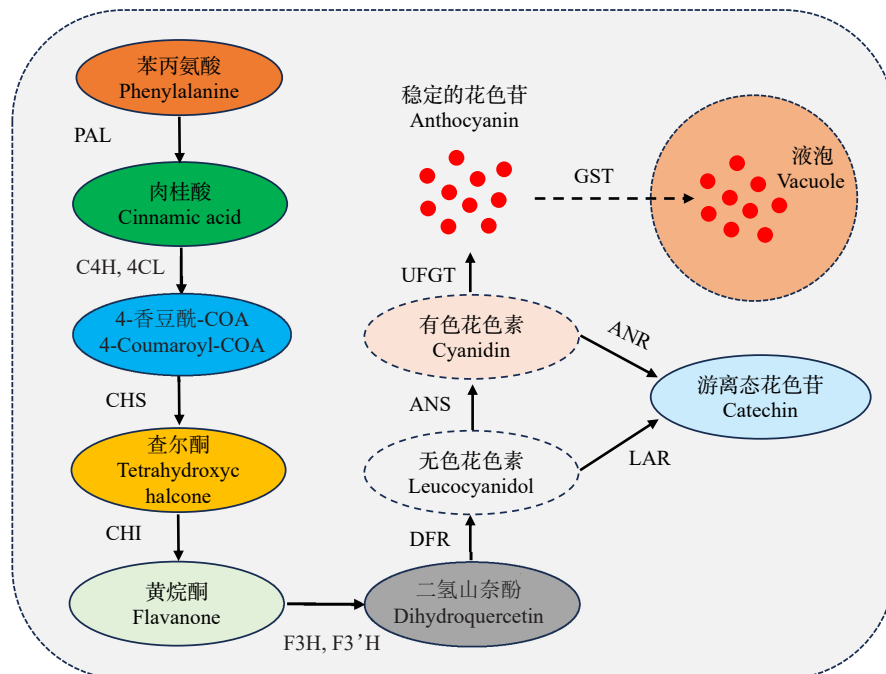 苯丙氨酸
Phenylalanine
PAL
肉桂酸
Cinnamic acid
C4H, 4CL
4-香豆酰-COA
4-Coumaroyl-COA
CHS
查尔酮
Tetrahydroxyc
halcone
CHI
黄烷酮
Flavanone
F3H, F3’H
二氢山奈酚
Dihydroquercetin
DFR
无色花色素
Leucocyanidol
LAR
ANS
有色花色素
Cyanidin
ANR
游离态花色苷
Catechin
UFGT
稳定的花色苷
Anthocyanin
GST
液泡
Vacuole